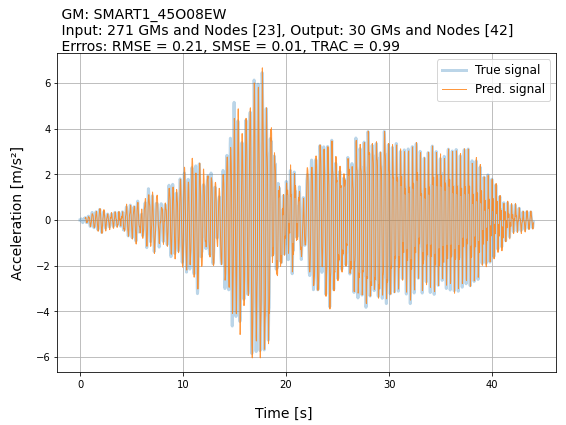 GM: SMART1_45O08EW
Input: 271 GMs and Nodes [23], Output: 30 GMs and Nodes [42]
Errros: RMSE = 0.21, SMSE = 0.01, TRAC = 0.99
True signal
Pred. signal
6
4
2
0
−2
−4
−6
Acceleration [m/s²]
0 10 20 30 40
Time [s]